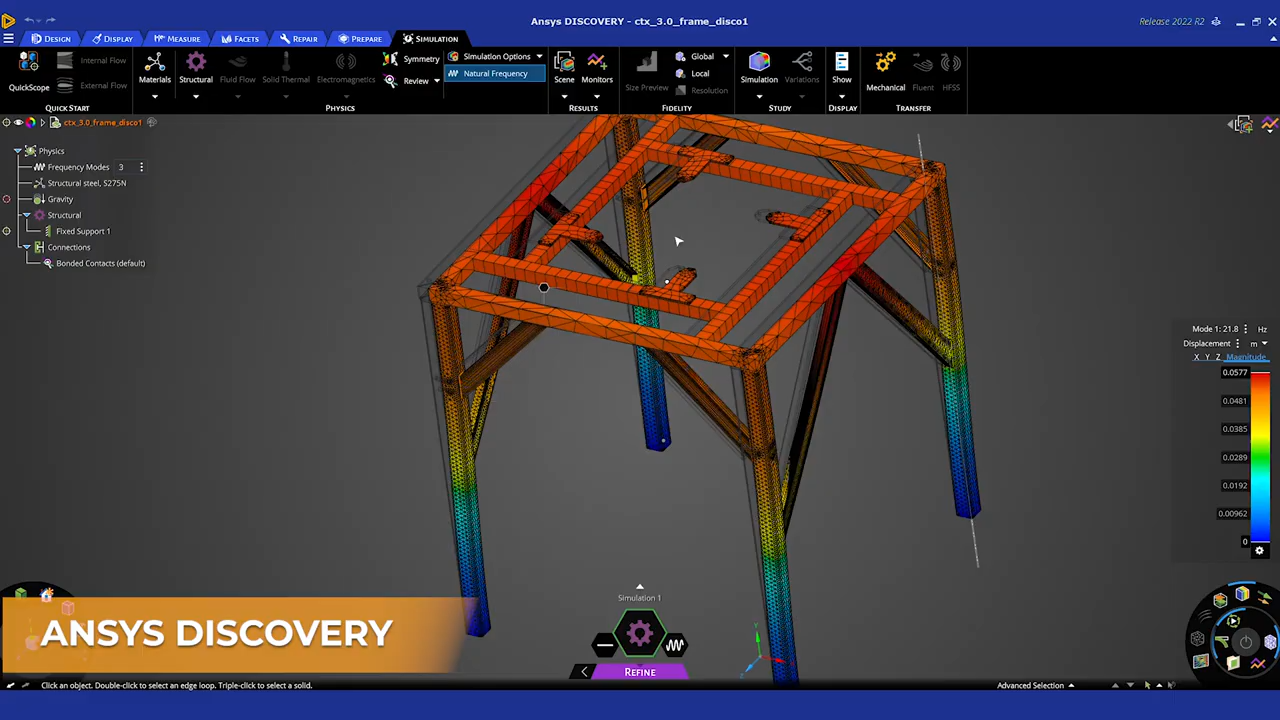 Ansys DISCOVERY - ctx_3.0_frame_disco1
Release 2022 R2
DESIGN DISPLAY MEASURE FACETS REPAIR PREPARE SIMULATION
QuickScope
Internal Flow
External Flow
QUICK START
Materials
Structural
Fluid Flow
Solid Thermal
Electromagnetics
Symmetry
Review
PHYSICS
Simulation Options
Natural Frequency
Scene
Monitors
RESULTS
Size Preview
Global
Local
Resolution
FIDELITY
Simulation
Variations
STUDY
Show
DISPLAY
Mechanical
Fluent
HFSS
TRANSFER
ctx_3.0_frame_disco1
Physics
Frequency Modes 3
Structural steel, S275N
Gravity
Structural
Fixed Support 1
Connections
Bonded Contacts (default)
Mode 1: 21.8 Hz
Displacement m
X Y Z Magnitude
0.0577
0.0481
0.0385
0.0289
0.0192
0.00962
0
Simulation 1
REFINE
ANSYS DISCOVERY
Click an object. Double-click to select an edge loop. Triple-click to select a solid.
Advanced Selection